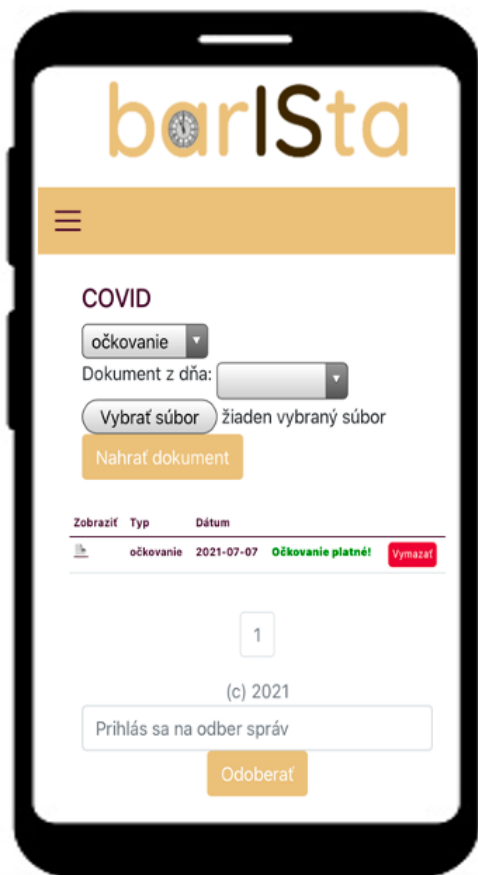 barISta
COVID
očkovanie
Dokument z dňa:
Vybrať súbor žiaden vybraný súbor
Nahrať dokument
Zobraziť Typ Dátum
očkovanie 2021-07-07 Očkovanie platné! Vymazať
1
(c) 2021
Prihlás sa na odber správ
Odoberať